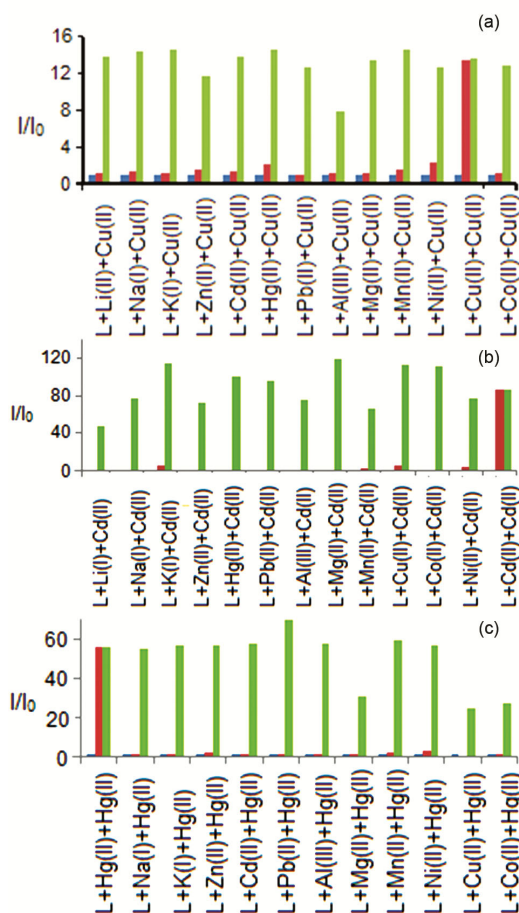 (a)
16
12
8
4
0
I/I₀
L+Li(II)+Cu(II)
L+Na(I)+Cu(II)
L+K(I)+Cu(II)
L+Zn(II)+Cu(II)
L+Cd(II)+Cu(II)
L+Hg(II)+Cu(II)
L+Pb(II)+Cu(II)
L+Al(III)+Cu(II)
L+Mg(II)+Cu(II)
L+Mn(II)+Cu(II)
L+Ni(II)+Cu(II)
L+Cu(II)+Cu(II)
L+Co(II)+Cu(II)
(b)
120
80
40
0
I/I₀
L+Li(I)+Cd(II)
L+Na(I)+Cd(II)
L+K(I)+Cd(II)
L+Zn(II)+Cd(II)
L+Hg(II)+Cd(II)
L+Pb(II)+Cd(II)
L+Al(III)+Cd(II)
L+Mg(II)+Cd(II)
L+Mn(II)+Cd(II)
L+Cu(II)+Cd(II)
L+Co(II)+Cd(I)
L+Ni(II)+Cd(II)
L+Cd(II)+Cd(II)
(c)
60
40
20
0
I/I₀
L+Hg(II)+Hg(II)
L+Na(I)+Hg(II)
L+K(I)+Hg(II)
L+Zn(II)+Hg(II)
L+Cd(II)+Hg(II)
L+Pb(II)+Hg(II)
L+Al(III)+Hg(II)
L+Mg(II)+Hg(II)
L+Mn(II)+Hg(II)
L+Ni(II)+Hg(II)
L+Cu(II)+Hg(II)
L+Co(II)+Hg(II)